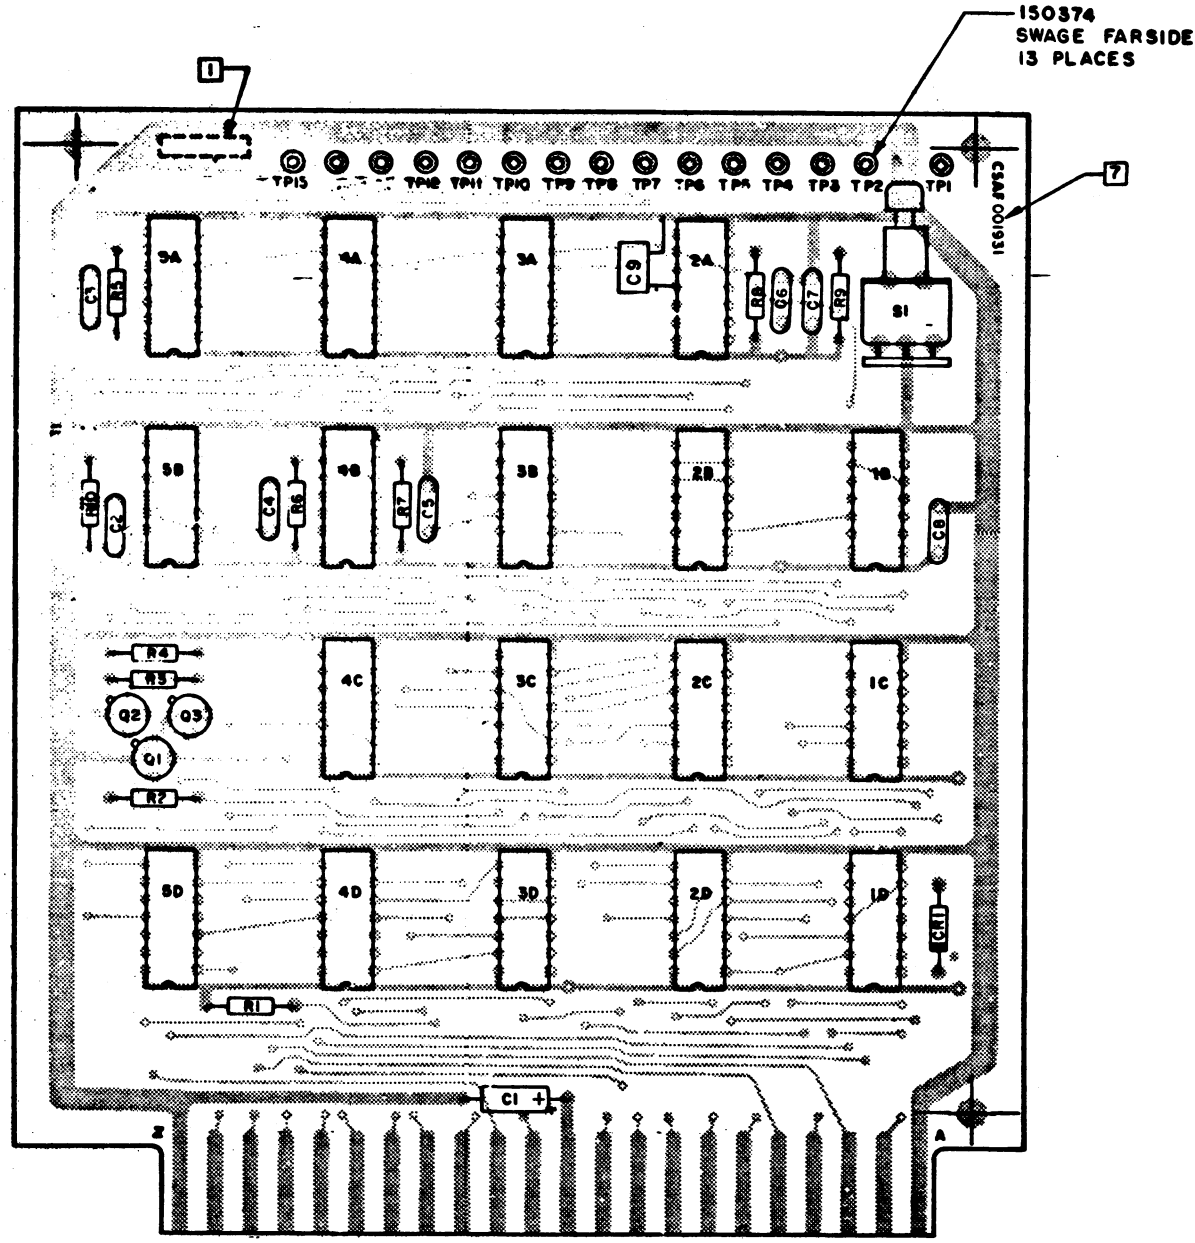 150374
SWAGE FARSIDE
13 PLACES
1
7
TP15 TP12 TP11 TP10 TP9 TP8 TP7 TP6 TP5 TP4 TP3 TP2 TP1
CSAF 001931
5A 4A 3A 2A
C3 R5 C9 R8 C6 C7 R9 S1
5B 4B 3B 2B 1B
R10 C2 C4 R6 R7 C5 C8
R4
R3
4C 3C 2C 1C
Q2 Q3
Q1
R2
5D 4D 3D 2D 1D
CR1
R1
C1 +
Z A